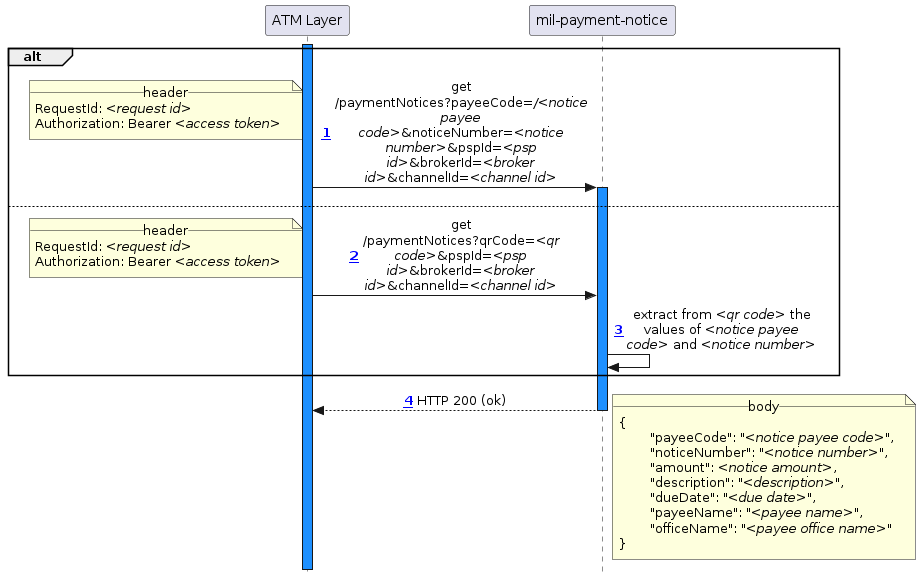 ATM Layer
mil-payment-notice
alt
header
RequestId: <request id>
Authorization: Bearer <access token>
1
get
/paymentNotices?payeeCode=/<notice
payee
code>&noticeNumber=<notice
number>&pspId=<psp
id>&brokerId=<broker
id>&channelId=<channel id>
header
RequestId: <request id>
Authorization: Bearer <access token>
2
get
/paymentNotices?qrCode=<qr
code>&pspId=<psp
id>&brokerId=<broker
id>&channelId=<channel id>
3
extract from <qr code> the
values of <notice payee
code> and <notice number>
4 HTTP 200 (ok)
body
{
"payeeCode": "<notice payee code>",
"noticeNumber": "<notice number>",
"amount": <notice amount>,
"description": "<description>",
"dueDate": "<due date>",
"payeeName": "<payee name>",
"officeName": "<payee office name>"
}